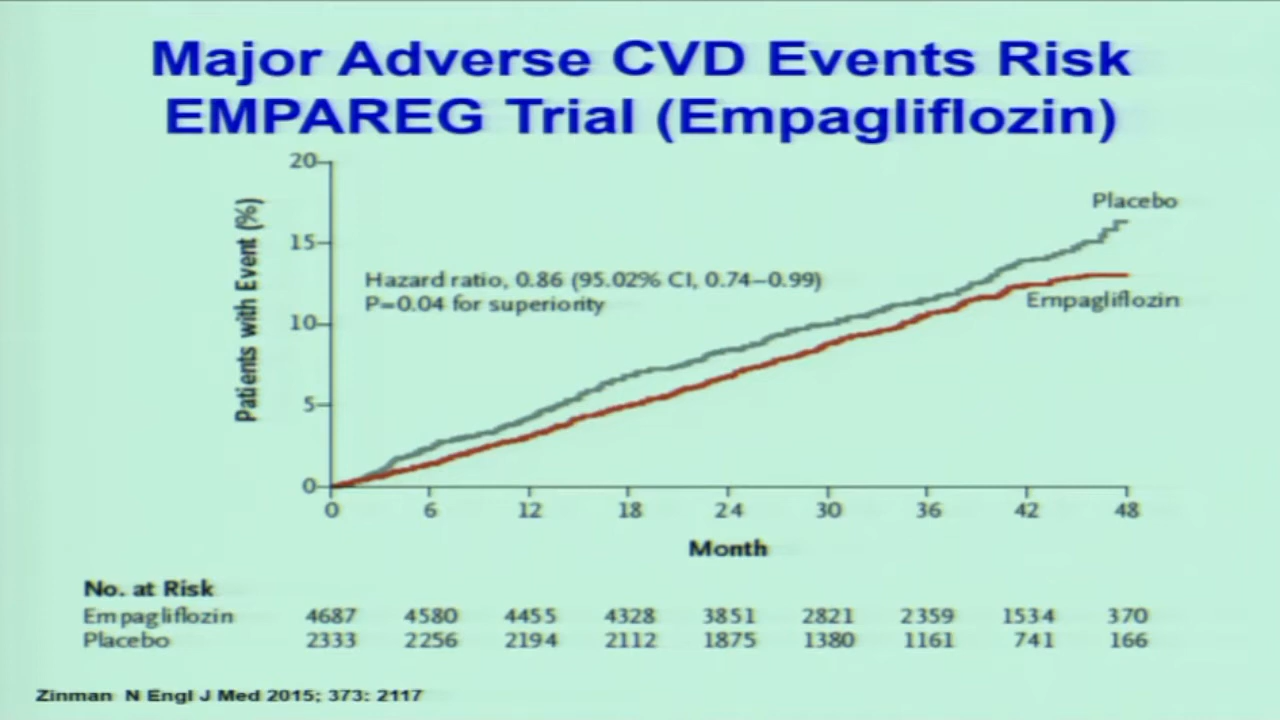 Major Adverse CVD Events Risk
EMPAREG Trial (Empagliflozin)
20
15
10
5
0
Patients with Event (%)
Placebo
Hazard ratio, 0.86 (95.02% CI, 0.74–0.99)
P=0.04 for superiority
Empagliflozin
0 6 12 18 24 30 36 42 48
Month
No. at Risk
Empagliflozin 4687 4580 4455 4328 3851 2821 2359 1534 370
Placebo 2333 2256 2194 2112 1875 1380 1161 741 166
Zinman N Engl J Med 2015; 373: 2117